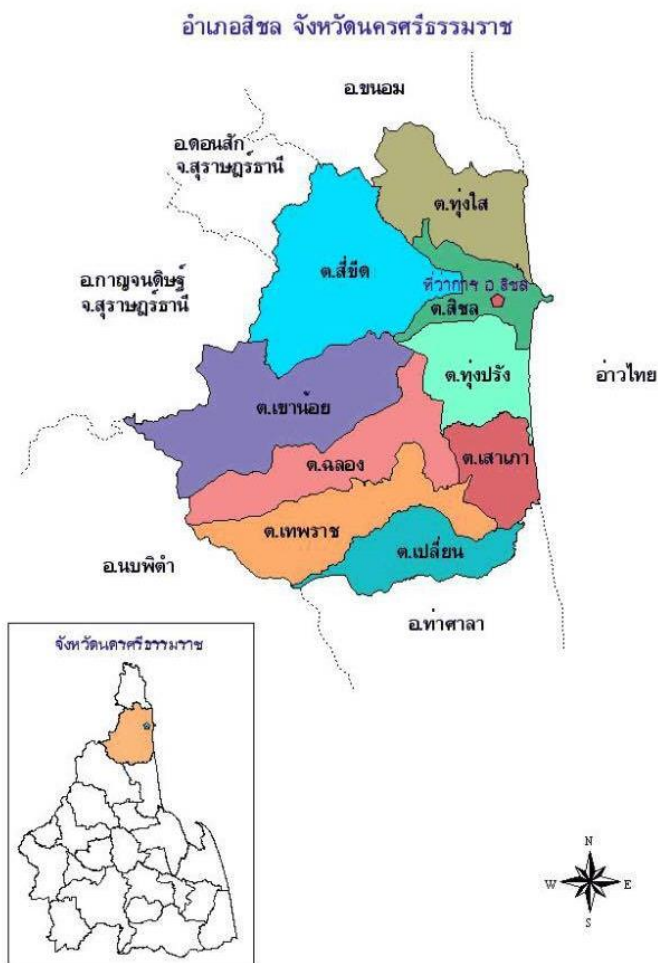 อำเภอสิชล จังหวัดนครศรีธรรมราช
อ.ขนอม
อ.ดอนสัก
จ.สุราษฎร์ธานี
ต.ทุ่งใส
ต.สี่ขีด
อ.กาญจนดิษฐ์
จ.สุราษฎร์ธานี
ที่ว่าการ อ.สิชล
ต.สิชล
ต.ทุ่งปรัง
อ่าวไทย
ต.เขาน้อย
ต.ฉลอง
ต.เสาเภา
ต.เทพราช
ต.เปลี่ยน
อ.นบพิตำ
อ.ท่าศาลา
จังหวัดนครศรีธรรมราช
N
W E
S